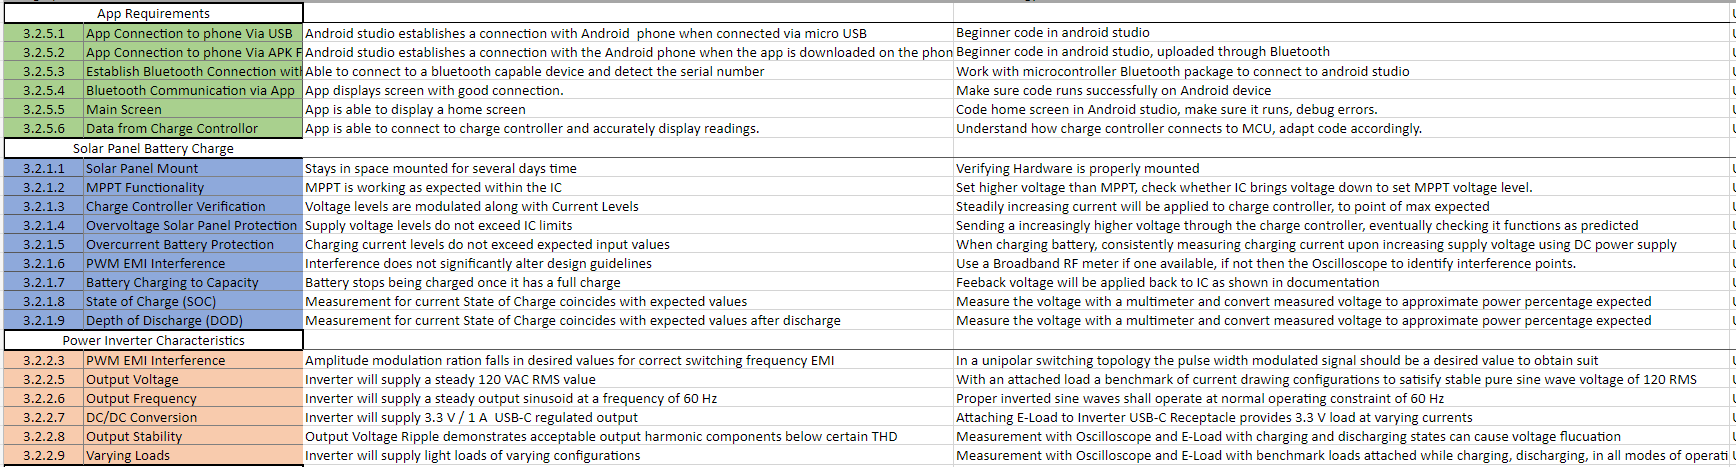 App Requirements
3.2.5.1 App Connection to phone Via USB Android studio establishes a connection with Android phone when connected via micro USB Beginner code in android studio
3.2.5.2 App Connection to phone Via APK F Android studio establishes a connection with the Android phone when the app is downloaded on the phon Beginner code in android studio, uploaded through Bluetooth
3.2.5.3 Establish Bluetooth Connection wit Able to connect to a bluetooth capable device and detect the serial number Work with microcontroller Bluetooth package to connect to android studio
3.2.5.4 Bluetooth Communication via App App displays screen with good connection. Make sure code runs successfully on Android device
3.2.5.5 Main Screen App is able to display a home screen Code home screen in Android studio, make sure it runs, debug errors.
3.2.5.6 Data from Charge Controllor App is able to connect to charge controller and accurately display readings. Understand how charge controller connects to MCU, adapt code accordingly.
Solar Panel Battery Charge
3.2.1.1 Solar Panel Mount Stays in space mounted for several days time Verifying Hardware is properly mounted
3.2.1.2 MPPT Functionality MPPT is working as expected within the IC Set higher voltage than MPPT, check whether IC brings voltage down to set MPPT voltage level.
3.2.1.3 Charge Controller Verification Voltage levels are modulated along with Current Levels Steadily increasing current will be applied to charge controller, to point of max expected
3.2.1.4 Overvoltage Solar Panel Protection Supply voltage levels do not exceed IC limits Sending a increasingly higher voltage through the charge controller, eventually checking it functions as predicted
3.2.1.5 Overcurrent Battery Protection Charging current levels do not exceed expected input values When charging battery, consistently measuring charging current upon increasing supply voltage using DC power supply
3.2.1.6 PWM EMI Interference Interference does not significantly alter design guidelines Use a Broadband RF meter if one available, if not then the Oscilloscope to identify interference points.
3.2.1.7 Battery Charging to Capacity Battery stops being charged once it has a full charge Feeback voltage will be applied back to IC as shown in documentation
3.2.1.8 State of Charge (SOC) Measurement for current State of Charge coincides with expected values Measure the voltage with a multimeter and convert measured voltage to approximate power percentage expected
3.2.1.9 Depth of Discharge (DOD) Measurement for current State of Charge coincides with expected values after discharge Measure the voltage with a multimeter and convert measured voltage to approximate power percentage expected
Power Inverter Characteristics
3.2.2.3 PWM EMI Interference Amplitude modulation ration falls in desired values for correct switching frequency EMI In a unipolar switching topology the pulse width modulated signal should be a desired value to obtain suit
3.2.2.5 Output Voltage Inverter will supply a steady 120 VAC RMS value With an attached load a benchmark of current drawing configurations to satisify stable pure sine wave voltage of 120 RMS
3.2.2.6 Output Frequency Inverter will supply a steady output sinusoid at a frequency of 60 Hz Proper inverted sine waves shall operate at normal operating constraint of 60 Hz
3.2.2.7 DC/DC Conversion Inverter will supply 3.3 V / 1 A USB-C regulated output Attaching E-Load to Inverter USB-C Receptacle provides 3.3 V load at varying currents
3.2.2.8 Output Stability Output Voltage Ripple demonstrates acceptable output harmonic components below certain THD Measurement with Oscilloscope and E-Load with charging and discharging states can cause voltage flucuation
3.2.2.9 Varying Loads Inverter will supply light loads of varying configurations Measurement with Oscilloscope and E-Load with benchmark loads attached while charging, discharging, in all modes of operati